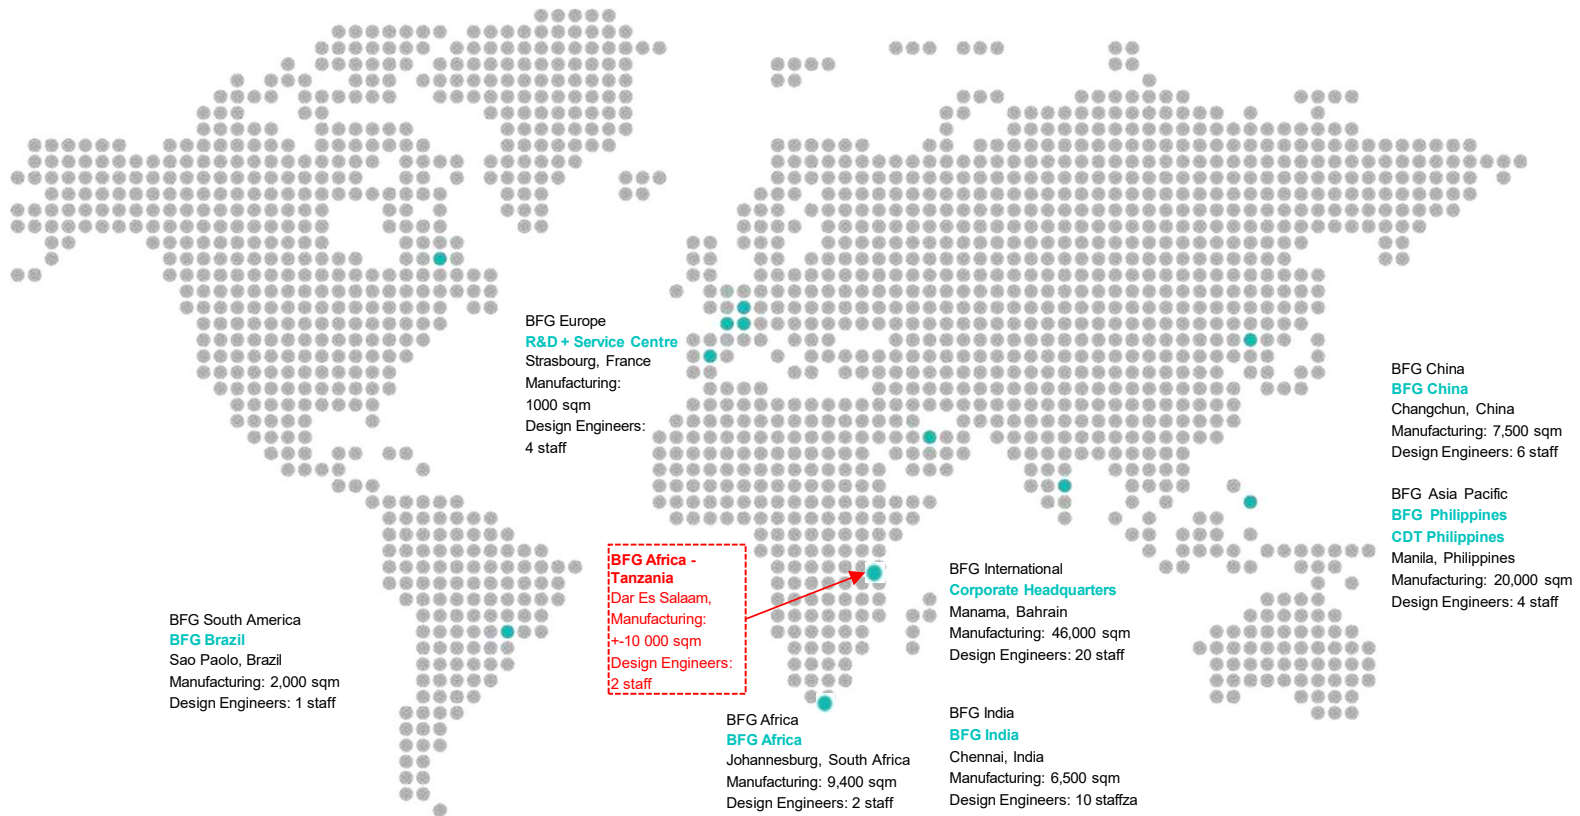 BFG Europe
R&D + Service Centre
Strasbourg, France
Manufacturing:
1000 sqm
Design Engineers:
4 staff
BFG China
BFG China
Changchun, China
Manufacturing: 7,500 sqm
Design Engineers: 6 staff
BFG Asia Pacific
BFG Philippines
CDT Philippines
Manila, Philippines
Manufacturing: 20,000 sqm
Design Engineers: 4 staff
BFG Africa -
Tanzania
Dar Es Salaam,
Manufacturing:
+-10 000 sqm
Design Engineers:
2 staff
BFG International
Corporate Headquarters
Manama, Bahrain
Manufacturing: 46,000 sqm
Design Engineers: 20 staff
BFG South America
BFG Brazil
Sao Paolo, Brazil
Manufacturing: 2,000 sqm
Design Engineers: 1 staff
BFG Africa
BFG Africa
Johannesburg, South Africa
Manufacturing: 9,400 sqm
Design Engineers: 2 staff
BFG India
BFG India
Chennai, India
Manufacturing: 6,500 sqm
Design Engineers: 10 staffza